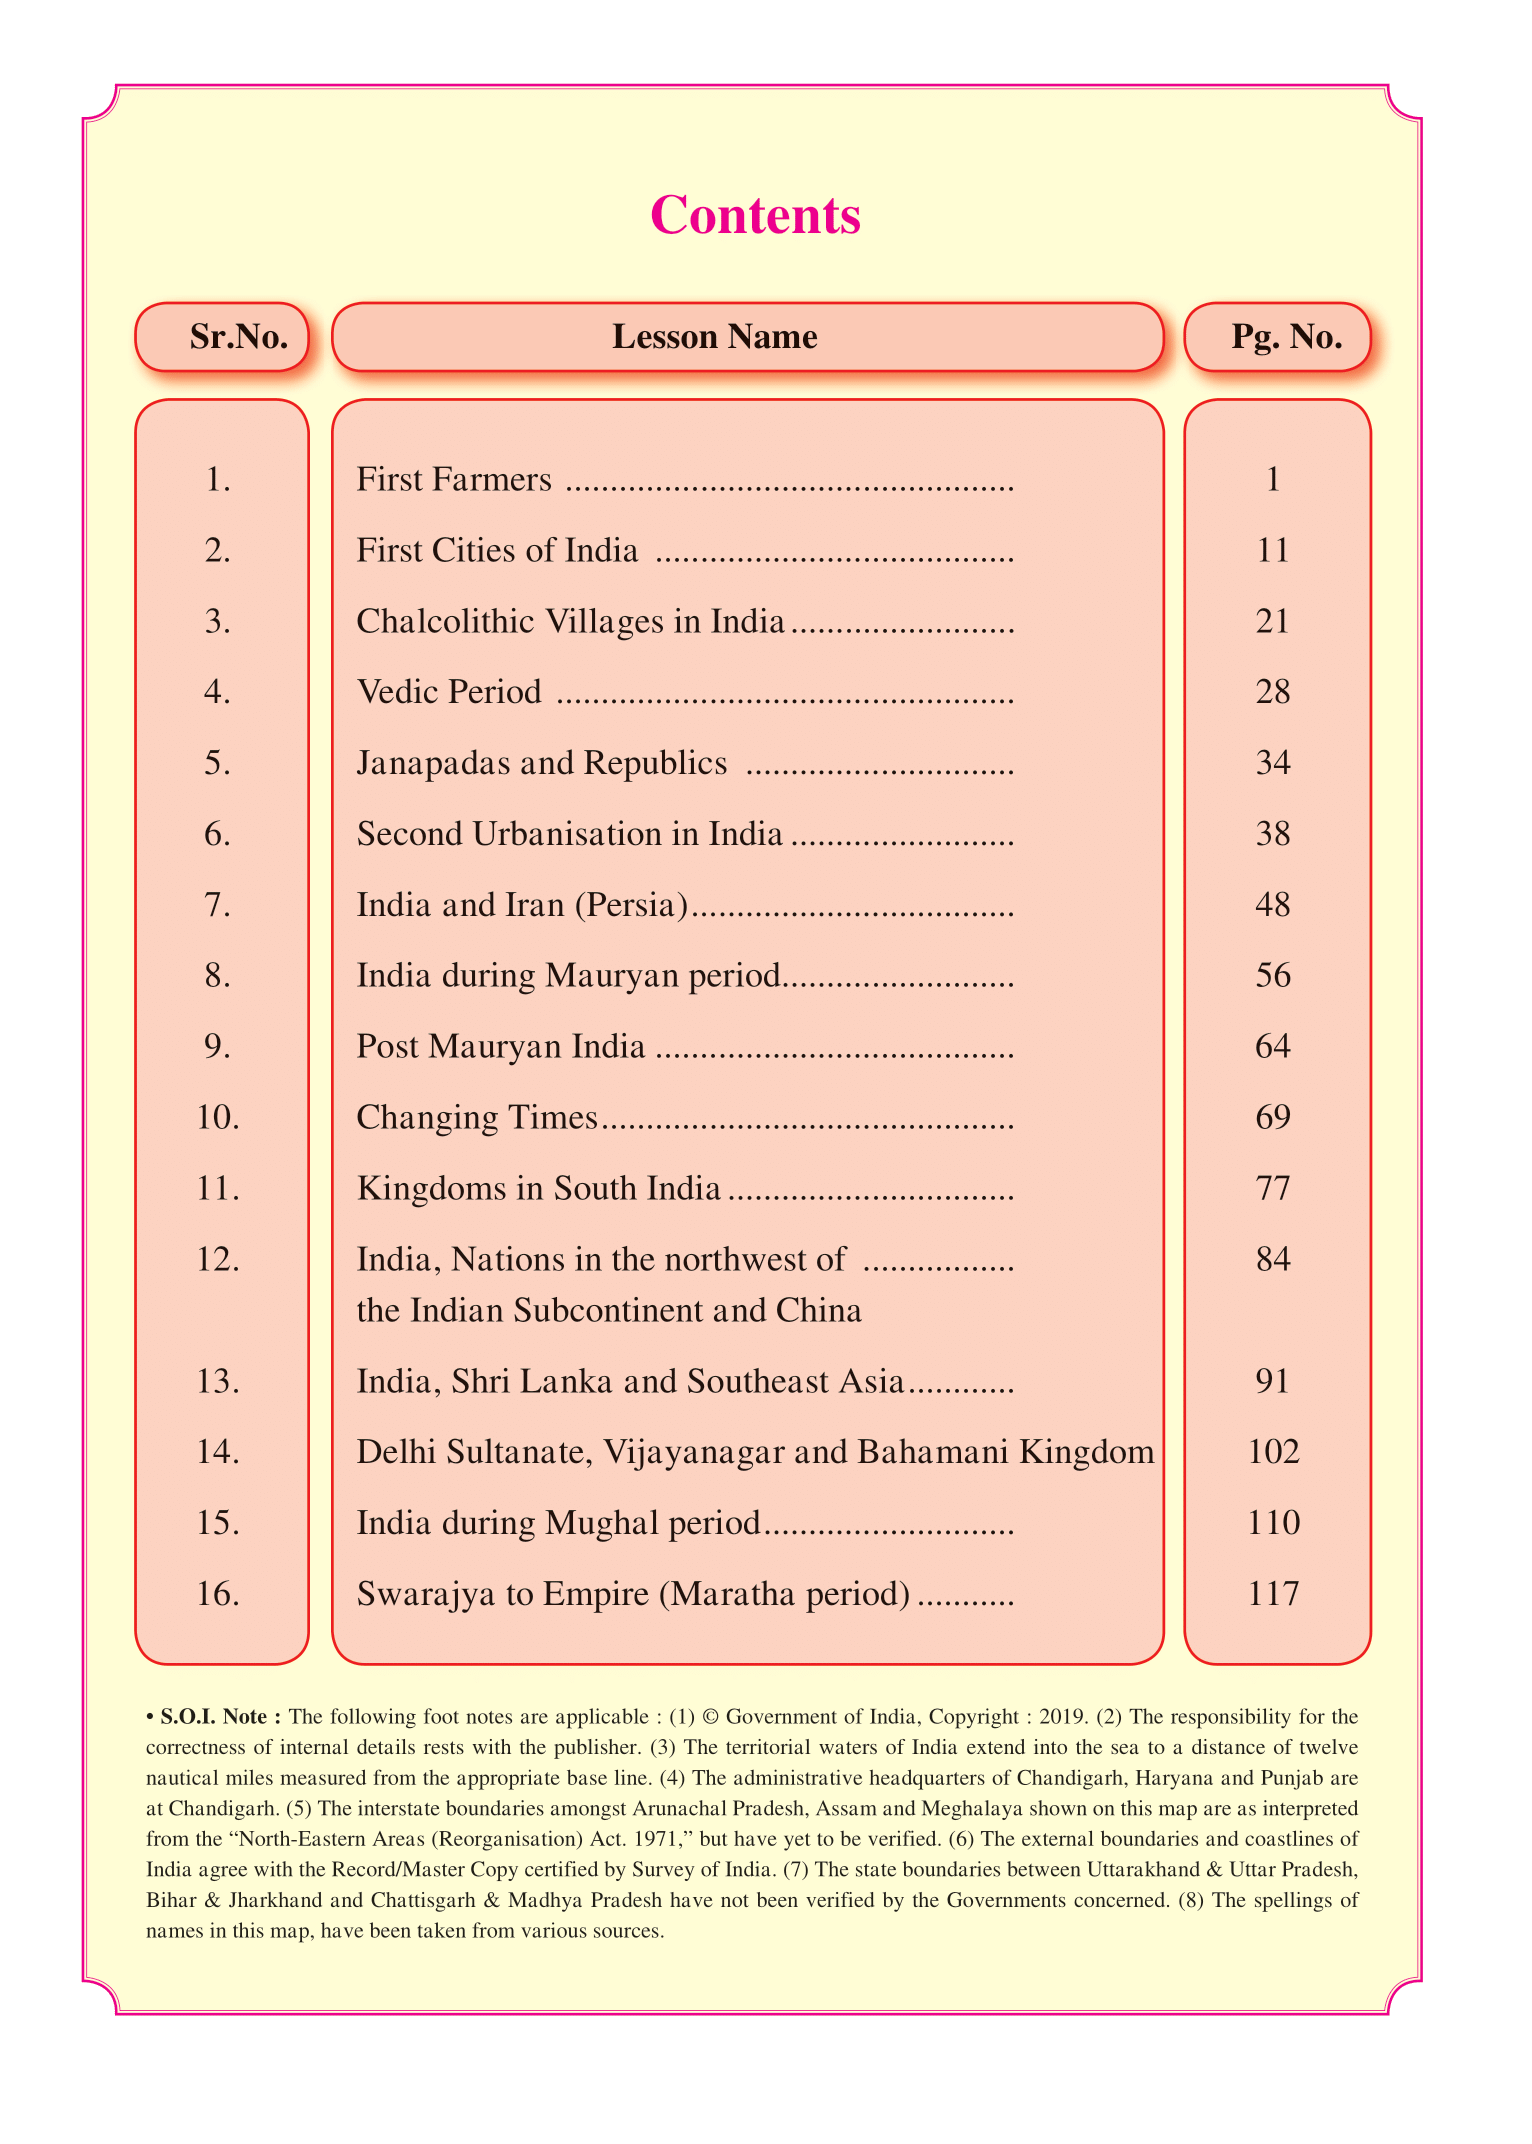 Contents
Sr.No. Lesson Name Pg. No.
1. First Farmers .................................................. 1
2. First Cities of India ........................................ 11
3. Chalcolithic Villages in India ......................... 21
4. Vedic Period ................................................... 28
5. Janapadas and Republics .............................. 34
6. Second Urbanisation in India ......................... 38
7. India and Iran (Persia).................................... 48
8. India during Mauryan period.......................... 56
9. Post Mauryan India ........................................ 64
10. Changing Times.............................................. 69
11. Kingdoms in South India ................................ 77
12. India, Nations in the northwest of ................. 84
the Indian Subcontinent and China
13. India, Shri Lanka and Southeast Asia............ 91
14. Delhi Sultanate, Vijayanagar and Bahamani Kingdom 102
15. India during Mughal period............................ 110
16. Swarajya to Empire (Maratha period) ........... 117
• S.O.I. Note : The following foot notes are applicable : (1) © Government of India, Copyright : 2019. (2) The responsibility for the
correctness of internal details rests with the publisher. (3) The territorial waters of India extend into the sea to a distance of twelve
nautical miles measured from the appropriate base line. (4) The administrative headquarters of Chandigarh, Haryana and Punjab are
at Chandigarh. (5) The interstate boundaries amongst Arunachal Pradesh, Assam and Meghalaya shown on this map are as interpreted
from the “North-Eastern Areas (Reorganisation) Act. 1971,” but have yet to be verified. (6) The external boundaries and coastlines of
India agree with the Record/Master Copy certified by Survey of India. (7) The state boundaries between Uttarakhand & Uttar Pradesh,
Bihar & Jharkhand and Chattisgarh & Madhya Pradesh have not been verified by the Governments concerned. (8) The spellings of
names in this map, have been taken from various sources.